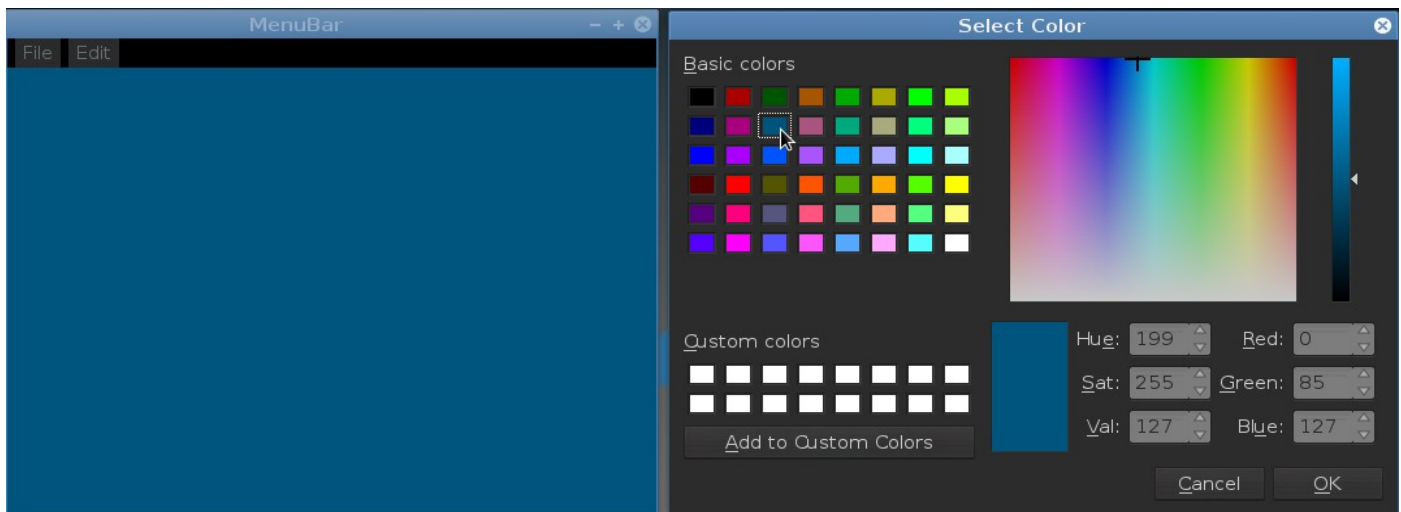 MenuBar
File Edit
Select Color
Basic colors
Custom colors
Add to Custom Colors
Hue: 199 Red: 0
Sat: 255 Green: 85
Val: 127 Blue: 127
Cancel OK